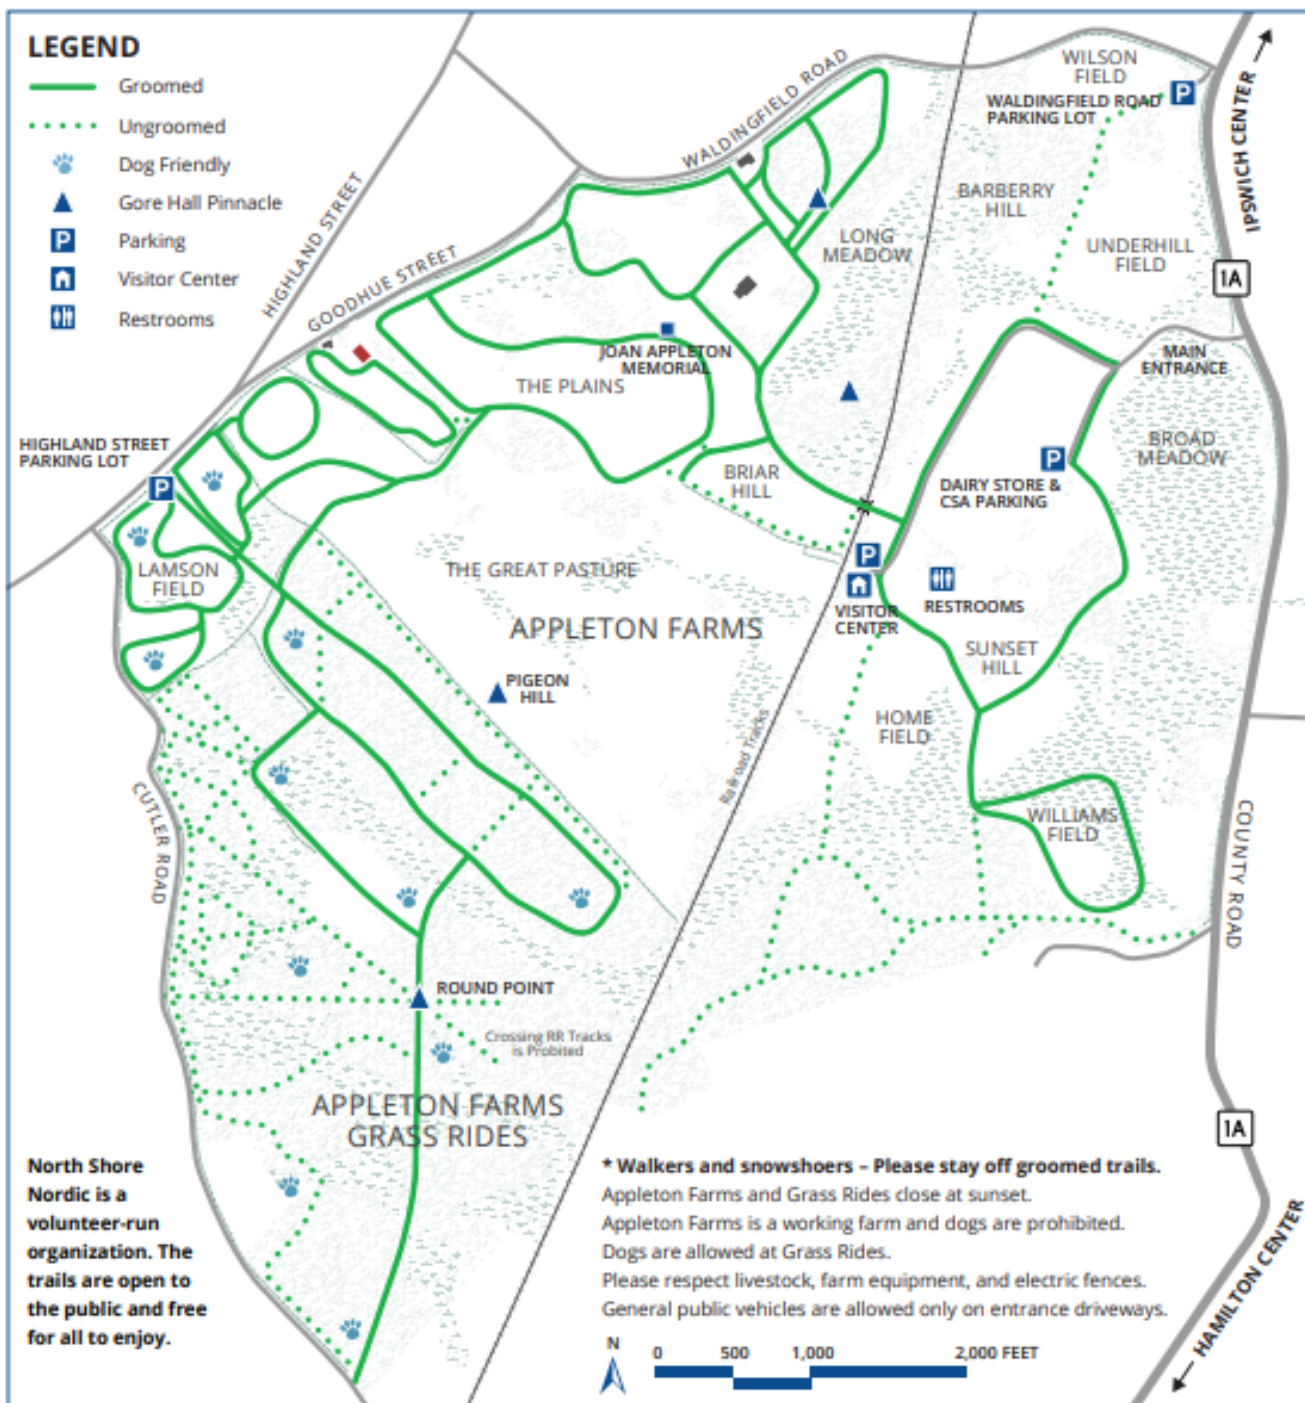 LEGEND
Groomed
Ungroomed
Dog Friendly
Gore Hall Pinnacle
P
Parking
Visitor Center
Restrooms
HIGHLAND STREET
GOODHUE STREET
WALDINGFIELD ROAD
WILSON
FIELD
WALDINGFIELD ROAD
PARKING LOT
P
IPSWICH CENTER
BARBERRY
HILL
LONG
MEADOW
UNDERHILL
FIELD
1A
JOAN APPLETON
MEMORIAL
THE PLAINS
MAIN
ENTRANCE
HIGHLAND STREET
PARKING LOT
P
BROAD
MEADOW
P
DAIRY STORE &
CSA PARKING
BRIAR
HILL
LAMSON
FIELD
THE GREAT PASTURE
P
APPLETON FARMS
VISITOR
CENTER
RESTROOMS
SUNSET
HILL
PIGEON
HILL
HOME
FIELD
Railroad Tracks
CUTLER ROAD
WILLIAMS
FIELD
COUNTY ROAD
ROUND POINT
Crossing RR Tracks
is Probited
APPLETON FARMS
GRASS RIDES
1A
HAMILTON CENTER
North Shore
Nordic is a
volunteer-run
organization. The
trails are open to
the public and free
for all to enjoy.
* Walkers and snowshoers – Please stay off groomed trails.
Appleton Farms and Grass Rides close at sunset.
Appleton Farms is a working farm and dogs are prohibited.
Dogs are allowed at Grass Rides.
Please respect livestock, farm equipment, and electric fences.
General public vehicles are allowed only on entrance driveways.
N
0 500 1,000 2,000 FEET